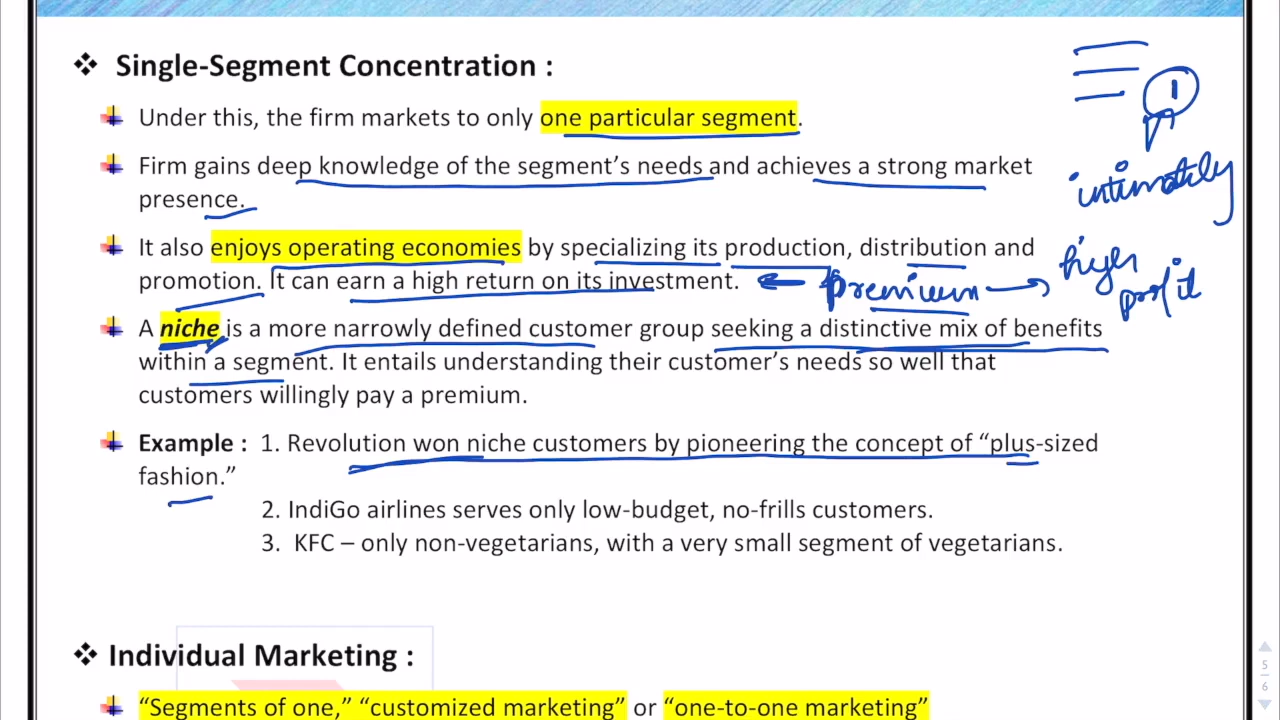 ❖ Single-Segment Concentration :
Under this, the firm markets to only one particular segment.
1
Firm gains deep knowledge of the segment's needs and achieves a strong market
presence.
intimately
It also enjoys operating economies by specializing its production, distribution and
promotion. It can earn a high return on its investment.
premium
higher
profit
A niche is a more narrowly defined customer group seeking a distinctive mix of benefits
within a segment. It entails understanding their customer's needs so well that
customers willingly pay a premium.
Example : 1. Revolution won niche customers by pioneering the concept of “plus-sized
fashion.”
2. IndiGo airlines serves only low-budget, no-frills customers.
3. KFC – only non-vegetarians, with a very small segment of vegetarians.
❖ Individual Marketing :
“Segments of one,” “customized marketing” or “one-to-one marketing”
5
6